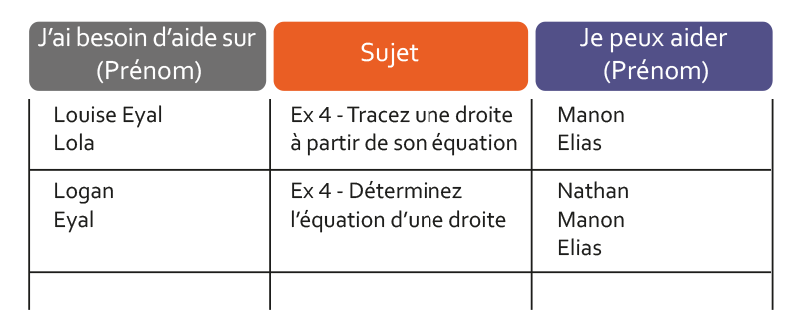 J'ai besoin d'aide sur
(Prénom)
Sujet
Je peux aider
(Prénom)
Louise Eyal
Lola
Ex 4 - Tracez une droite
à partir de son équation
Manon
Elias
Logan
Eyal
Ex 4 - Déterminez
l'équation d'une droite
Nathan
Manon
Elias